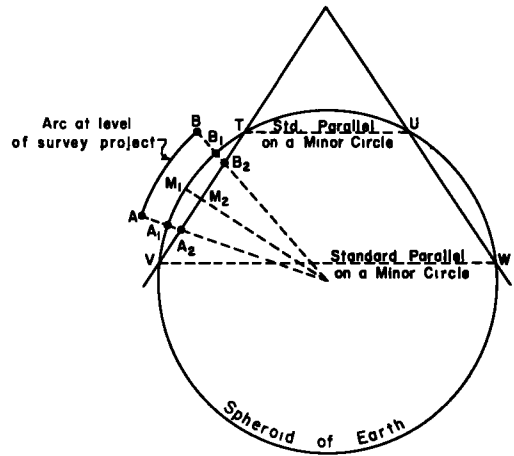 Arc at level
of survey project
B
B1
T
U
Std. Parallel
on a Minor Circle
B2
M1
M2
A
A1
A2
V
W
Standard Parallel
on a Minor Circle
Spheroid of Earth